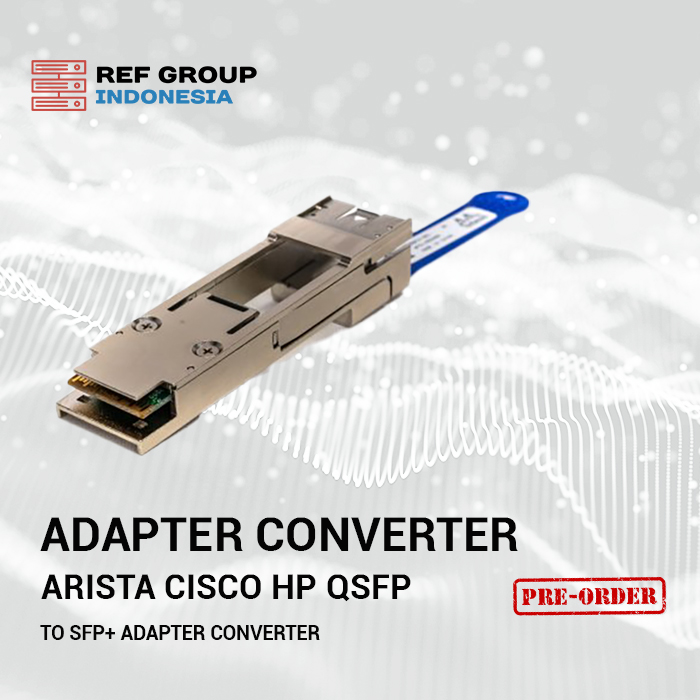 REF GROUP
INDONESIA
ADAPTER CONVERTER
ARISTA CISCO HP QSFP
PRE-ORDER
TO SFP+ ADAPTER CONVERTER